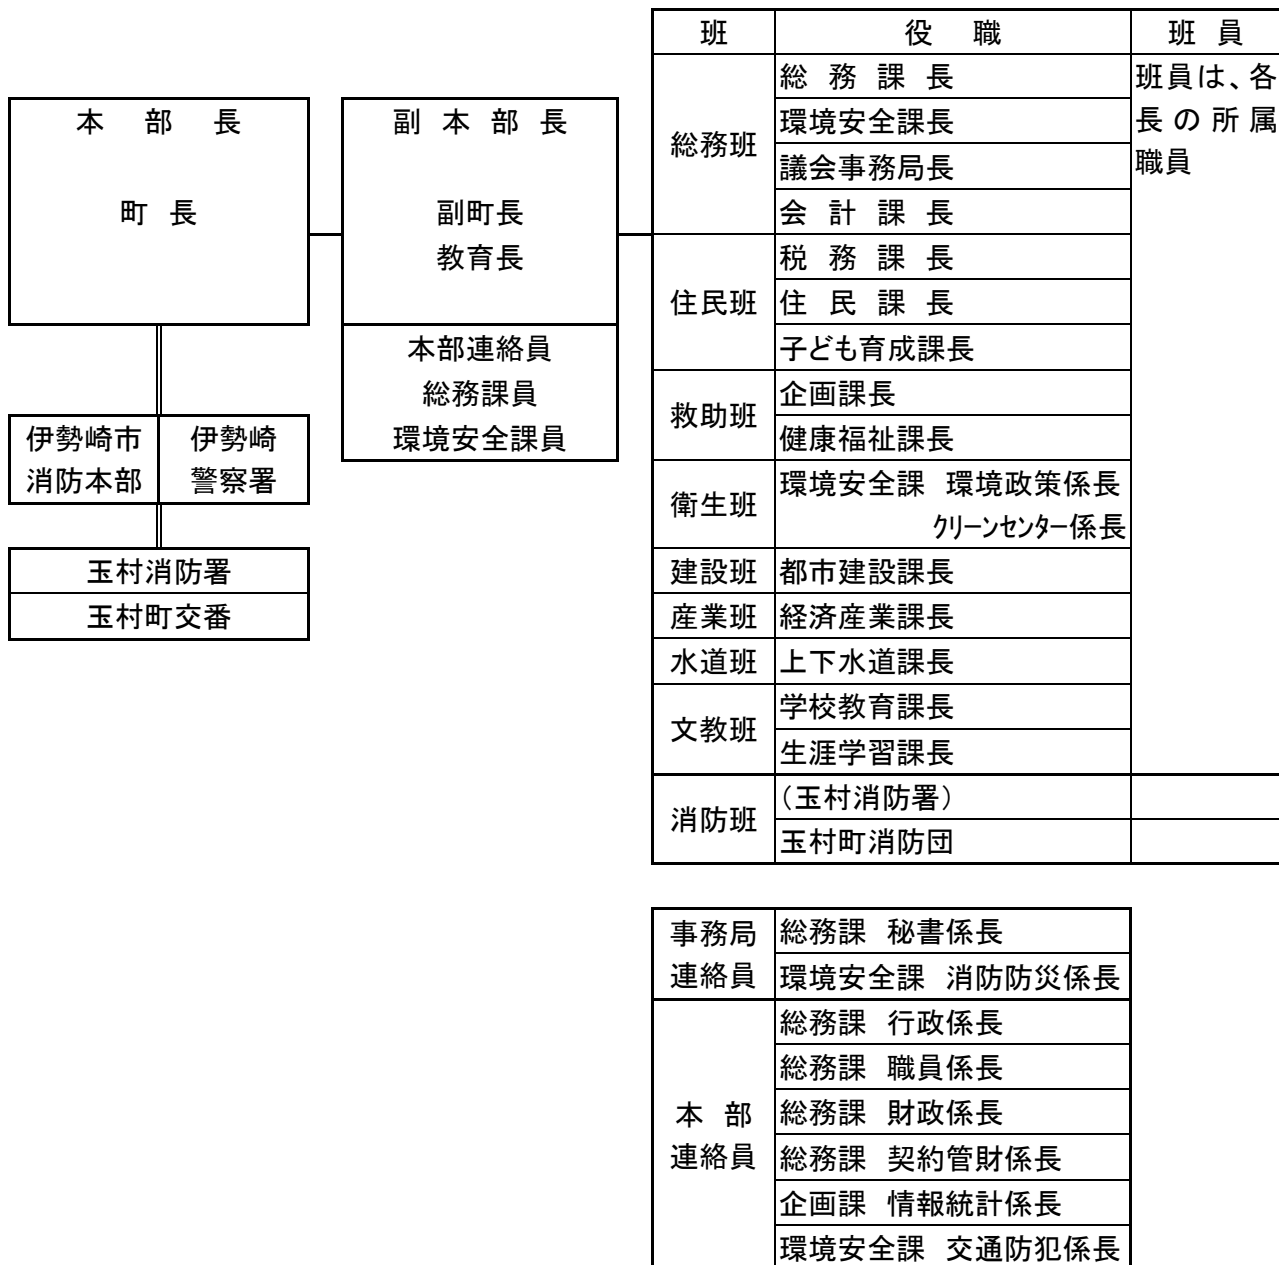 本 部 長
町 長
伊勢崎市
消防本部
伊勢崎
警察署
玉村消防署
玉村町交番
副 本 部 長
副町長
教育長
本部連絡員
総務課員
環境安全課員
班 役 職 班 員
総務班
総 務 課 長
環境安全課長
議会事務局長
会 計 課 長
班員は、各
長 の 所 属
職員
住民班
税 務 課 長
住 民 課 長
子ども育成課長
救助班
企画課長
健康福祉課長
衛生班
環境安全課 環境政策係長
クリーンセンター係長
建設班 都市建設課長
産業班 経済産業課長
水道班 上下水道課長
文教班
学校教育課長
生涯学習課長
消防班
（玉村消防署）
玉村町消防団
事務局
連絡員
総務課 秘書係長
環境安全課 消防防災係長
本 部
連絡員
総務課 行政係長
総務課 職員係長
総務課 財政係長
総務課 契約管財係長
企画課 情報統計係長
環境安全課 交通防犯係長